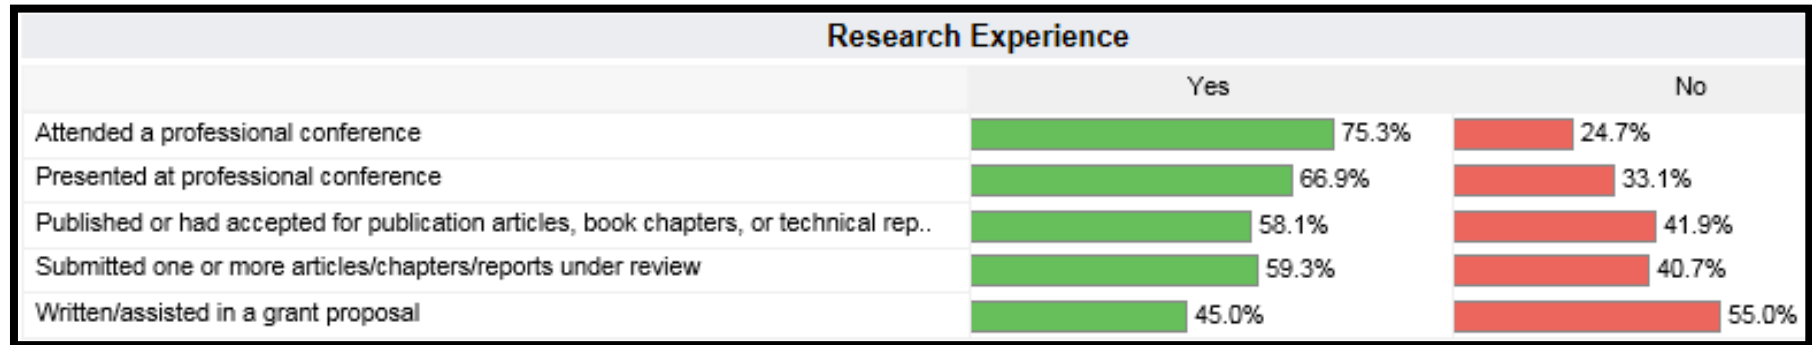 Research Experience
Yes No
Attended a professional conference 75.3% 24.7%
Presented at professional conference 66.9% 33.1%
Published or had accepted for publication articles, book chapters, or technical rep.. 58.1% 41.9%
Submitted one or more articles/chapters/reports under review 59.3% 40.7%
Written/assisted in a grant proposal 45.0% 55.0%